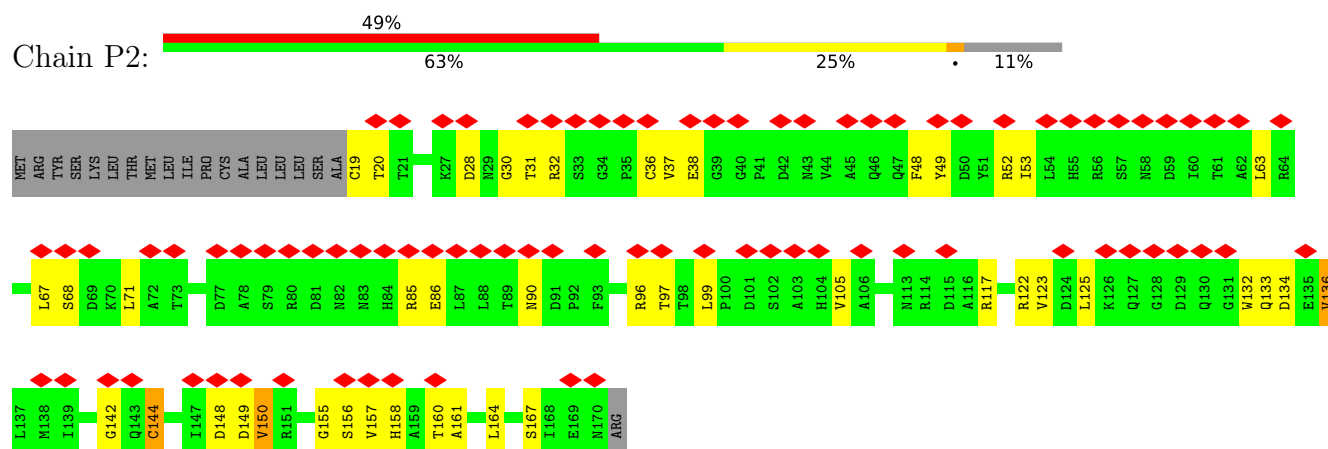 49%
Chain P2:
63% 25% • 11%
MET ARG TYR SER LYS LEU THR MET LEU ILE PRO CYS ALA LEU LEU LEU SER ALA C19 T20 T21 K27 D28 N29 G30 T31 R32 S33 G34 P35 C36 V37 E38 G39 G40 P41 D42 N43 V44 A45 Q46 Q47 F48 Y49 D50 Y51 R52 I53 L54 H55 R56 S57 N58 D59 I60 T61 A62 L63 R64
L67 S68 D69 K70 L71 A72 T73 D77 A78 S79 R80 D81 N82 N83 H84 R85 E86 L87 L88 T89 N90 D91 P92 F93 R96 T97 T98 L99 P100 D101 S102 A103 H104 V105 A106 N113 R114 D115 A116 R117 R122 V123 D124 L125 K126 Q127 G128 D129 Q130 G131 W132 Q133 D134 E135 V136
L137 M138 I139 G142 Q143 C144 I147 D148 D149 V150 R151 G155 S156 V157 H158 A159 T160 A161 L164 S167 I168 E169 N170 ARG